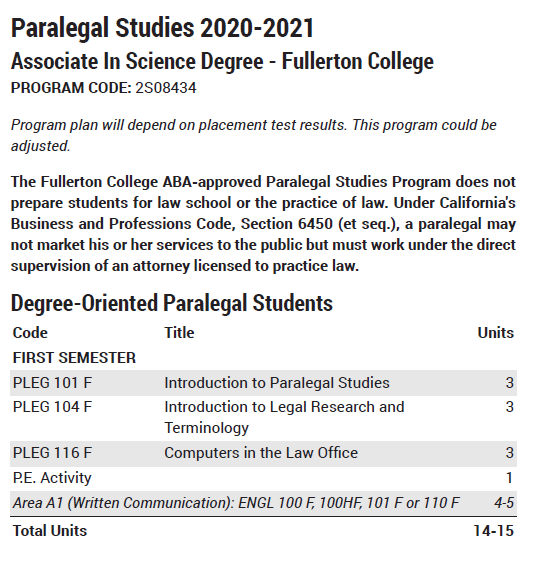 Paralegal Studies 2020-2021
Associate In Science Degree - Fullerton College
PROGRAM CODE: 2S08434
Program plan will depend on placement test results. This program could be
adjusted.
The Fullerton College ABA-approved Paralegal Studies Program does not
prepare students for law school or the practice of law. Under California's
Business and Professions Code, Section 6450 (et seq.), a paralegal may
not market his or her services to the public but must work under the direct
supervision of an attorney licensed to practice law.
Degree-Oriented Paralegal Students
Code Title Units
FIRST SEMESTER
PLEG 101 F Introduction to Paralegal Studies 3
PLEG 104 F Introduction to Legal Research and 3
Terminology
PLEG 116 F Computers in the Law Office 3
P.E. Activity 1
Area A1 (Written Communication): ENGL 100 F, 100HF, 101 F or 110 F 4-5
Total Units 14-15